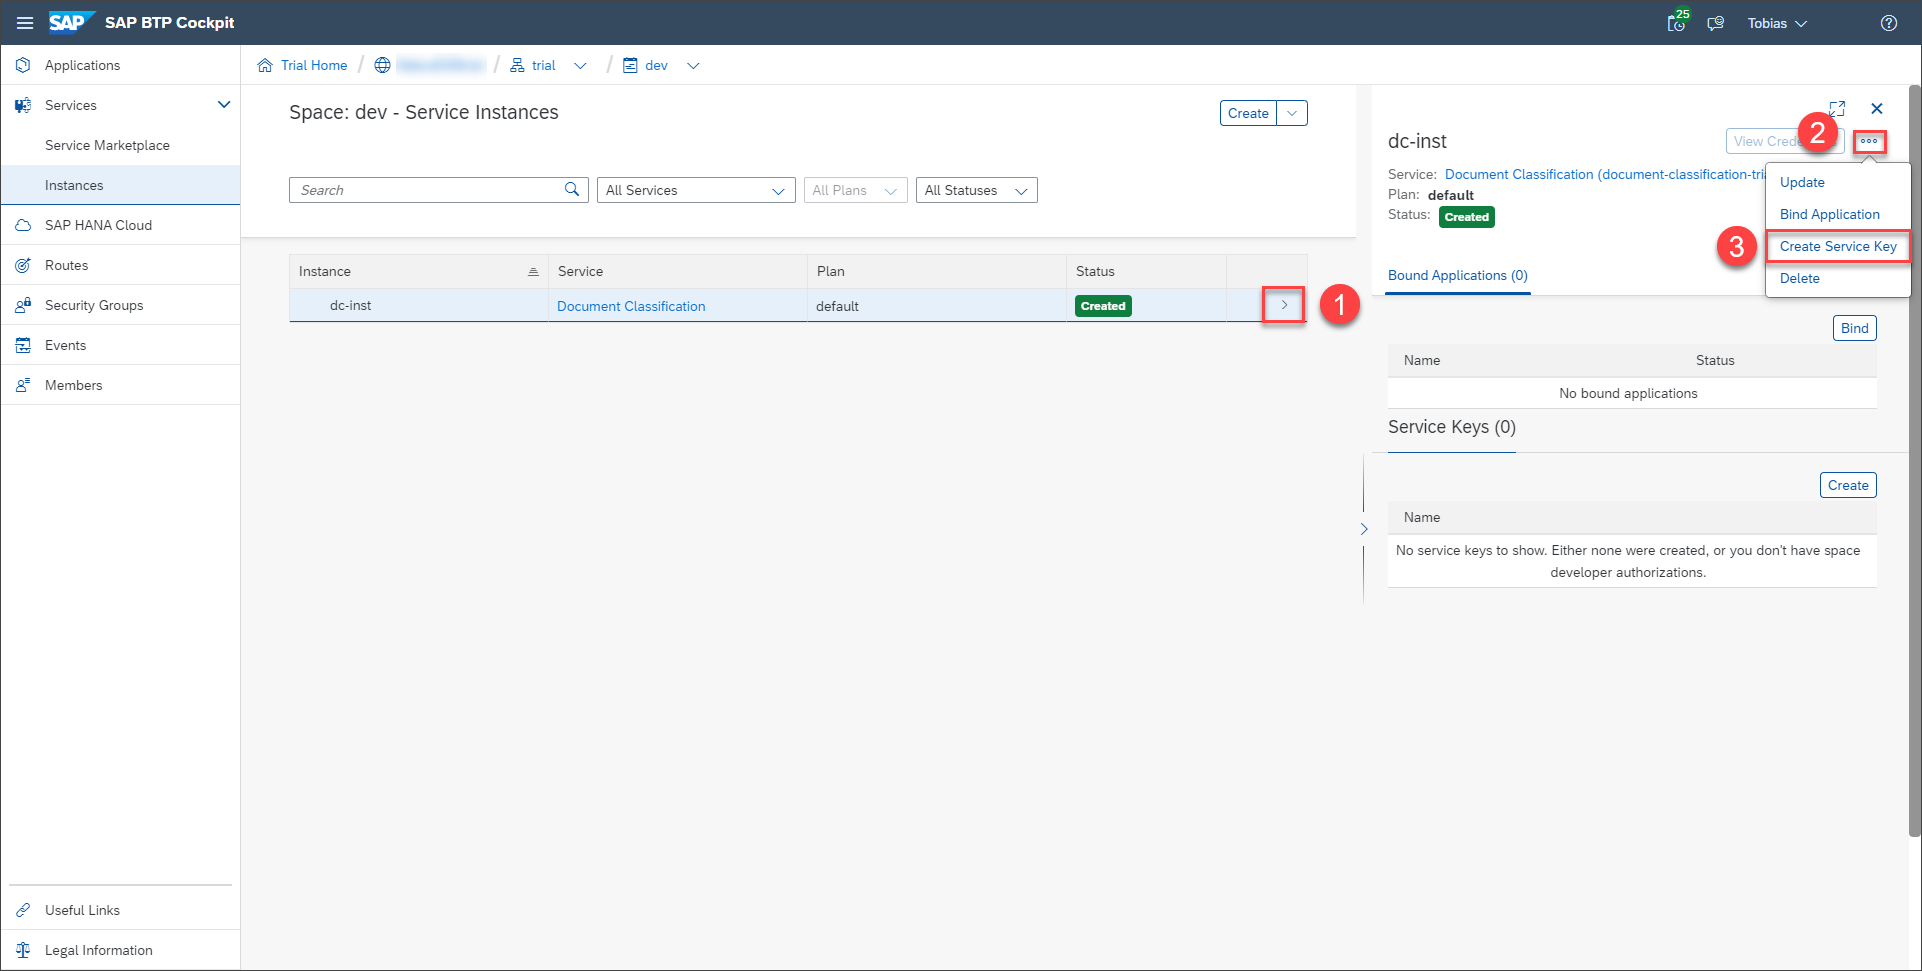 SAP SAP BTP Cockpit
25
Tobias
Applications
Services
Service Marketplace
Instances
SAP HANA Cloud
Routes
Security Groups
Events
Members
Useful Links
Legal Information
Trial Home / / trial / dev
Space: dev - Service Instances
Create
Search
All Services
All Plans
All Statuses
Instance Service Plan Status
dc-inst Document Classification default Created
1
dc-inst
View
2
Service: Document Classification
Plan: default
Status: Created
Update
Bind Application
3
Create Service Key
Delete
Bound Applications (0)
Bind
Name Status
No bound applications
Service Keys (0)
Create
Name
No service keys to show. Either none were created, or you don't have space
developer authorizations.